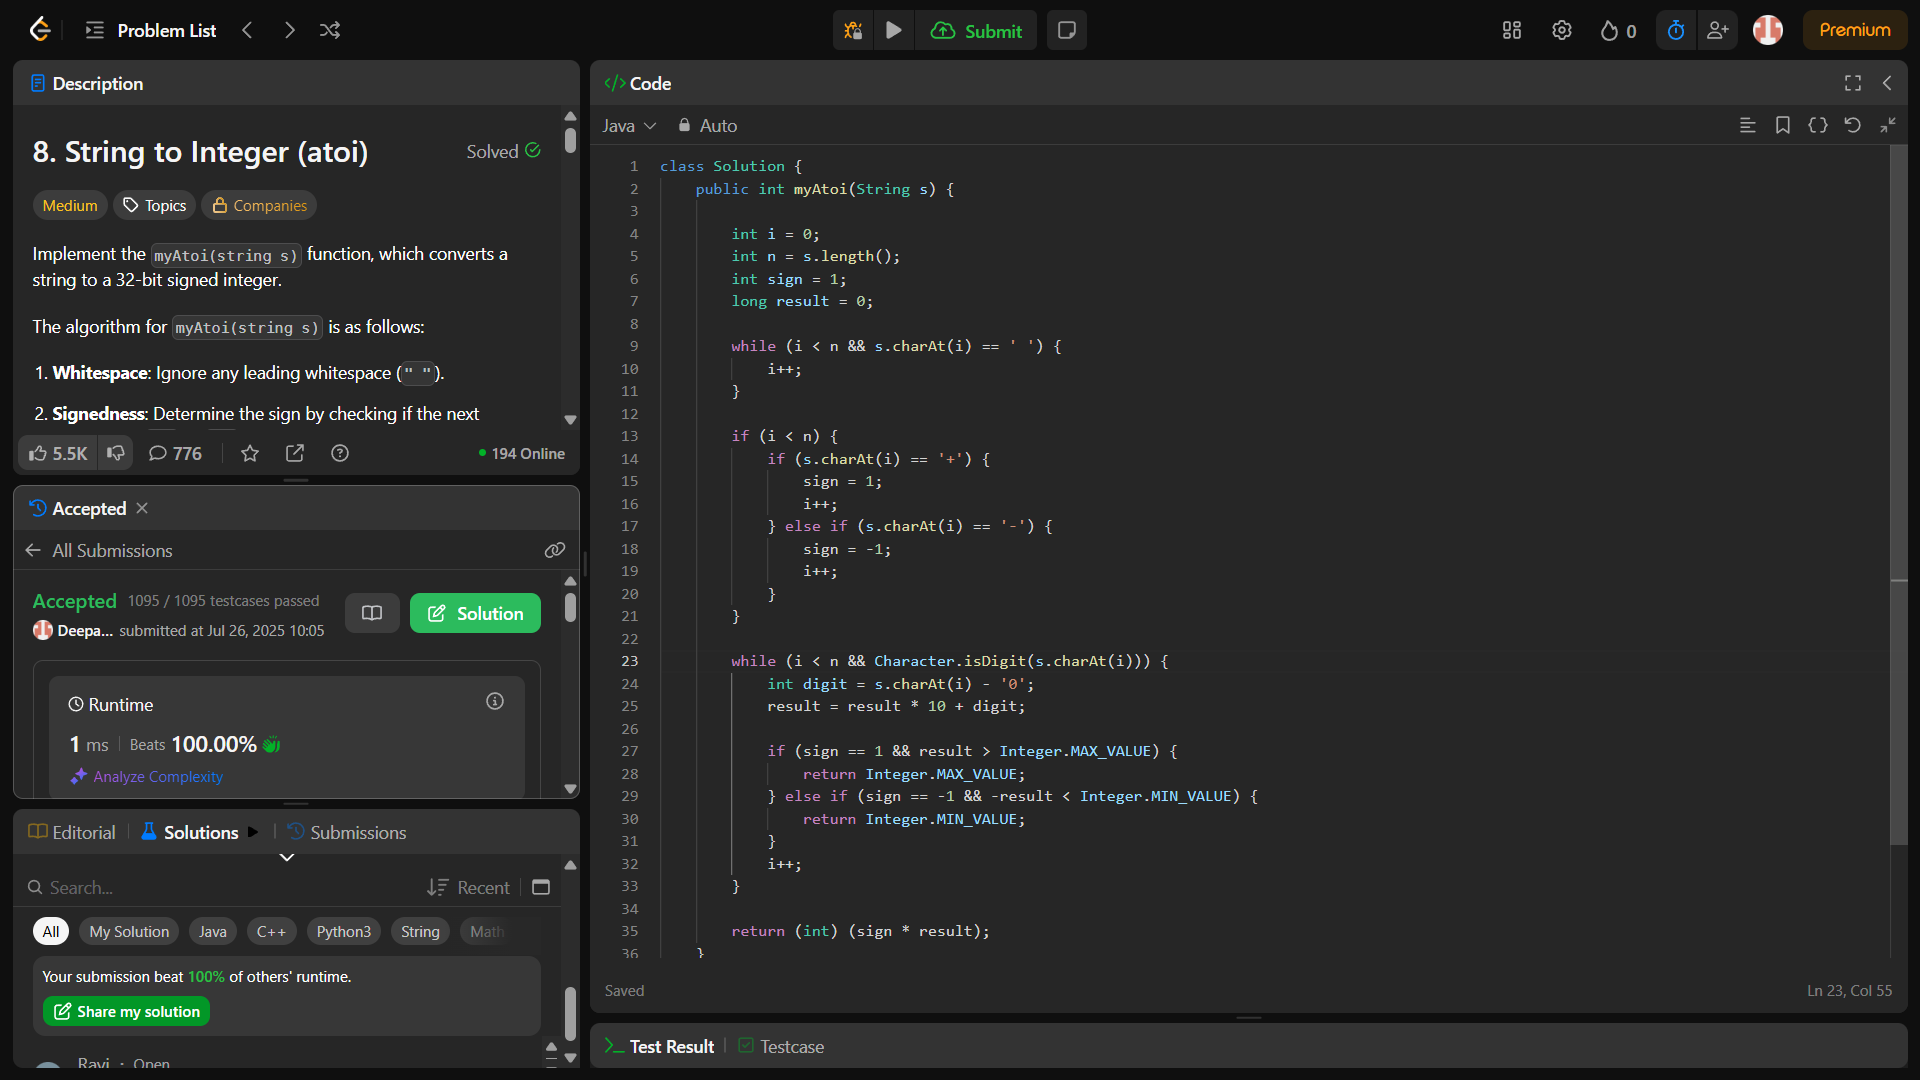 Problem List
Submit
0
Premium
Description
8. String to Integer (atoi)
Solved
Medium
Topics
Companies
Implement the myAtoi(string s) function, which converts a
string to a 32-bit signed integer.
The algorithm for myAtoi(string s) is as follows:
1. Whitespace: Ignore any leading whitespace (" ").
2. Signedness: Determine the sign by checking if the next
5.5K
776
194 Online
Accepted
All Submissions
Accepted 1095 / 1095 testcases passed
Deepa... submitted at Jul 26, 2025 10:05
Solution
Runtime
1 ms Beats 100.00%
Analyze Complexity
Editorial
Solutions
Submissions
Search...
Recent
All My Solution Java C++ Python3 String Math
Your submission beat 100% of others' runtime.
Share my solution
Ravi · Open
Code
Java
Auto
1 class Solution {
2 public int myAtoi(String s) {
3
4 int i = 0;
5 int n = s.length();
6 int sign = 1;
7 long result = 0;
8
9 while (i < n && s.charAt(i) == ' ') {
10 i++;
11 }
12
13 if (i < n) {
14 if (s.charAt(i) == '+') {
15 sign = 1;
16 i++;
17 } else if (s.charAt(i) == '-') {
18 sign = -1;
19 i++;
20 }
21 }
22
23 while (i < n && Character.isDigit(s.charAt(i))) {
24 int digit = s.charAt(i) - '0';
25 result = result * 10 + digit;
26
27 if (sign == 1 && result > Integer.MAX_VALUE) {
28 return Integer.MAX_VALUE;
29 } else if (sign == -1 && -result < Integer.MIN_VALUE) {
30 return Integer.MIN_VALUE;
31 }
32 i++;
33 }
34
35 return (int) (sign * result);
36 }
Saved
Ln 23, Col 55
Test Result
Testcase